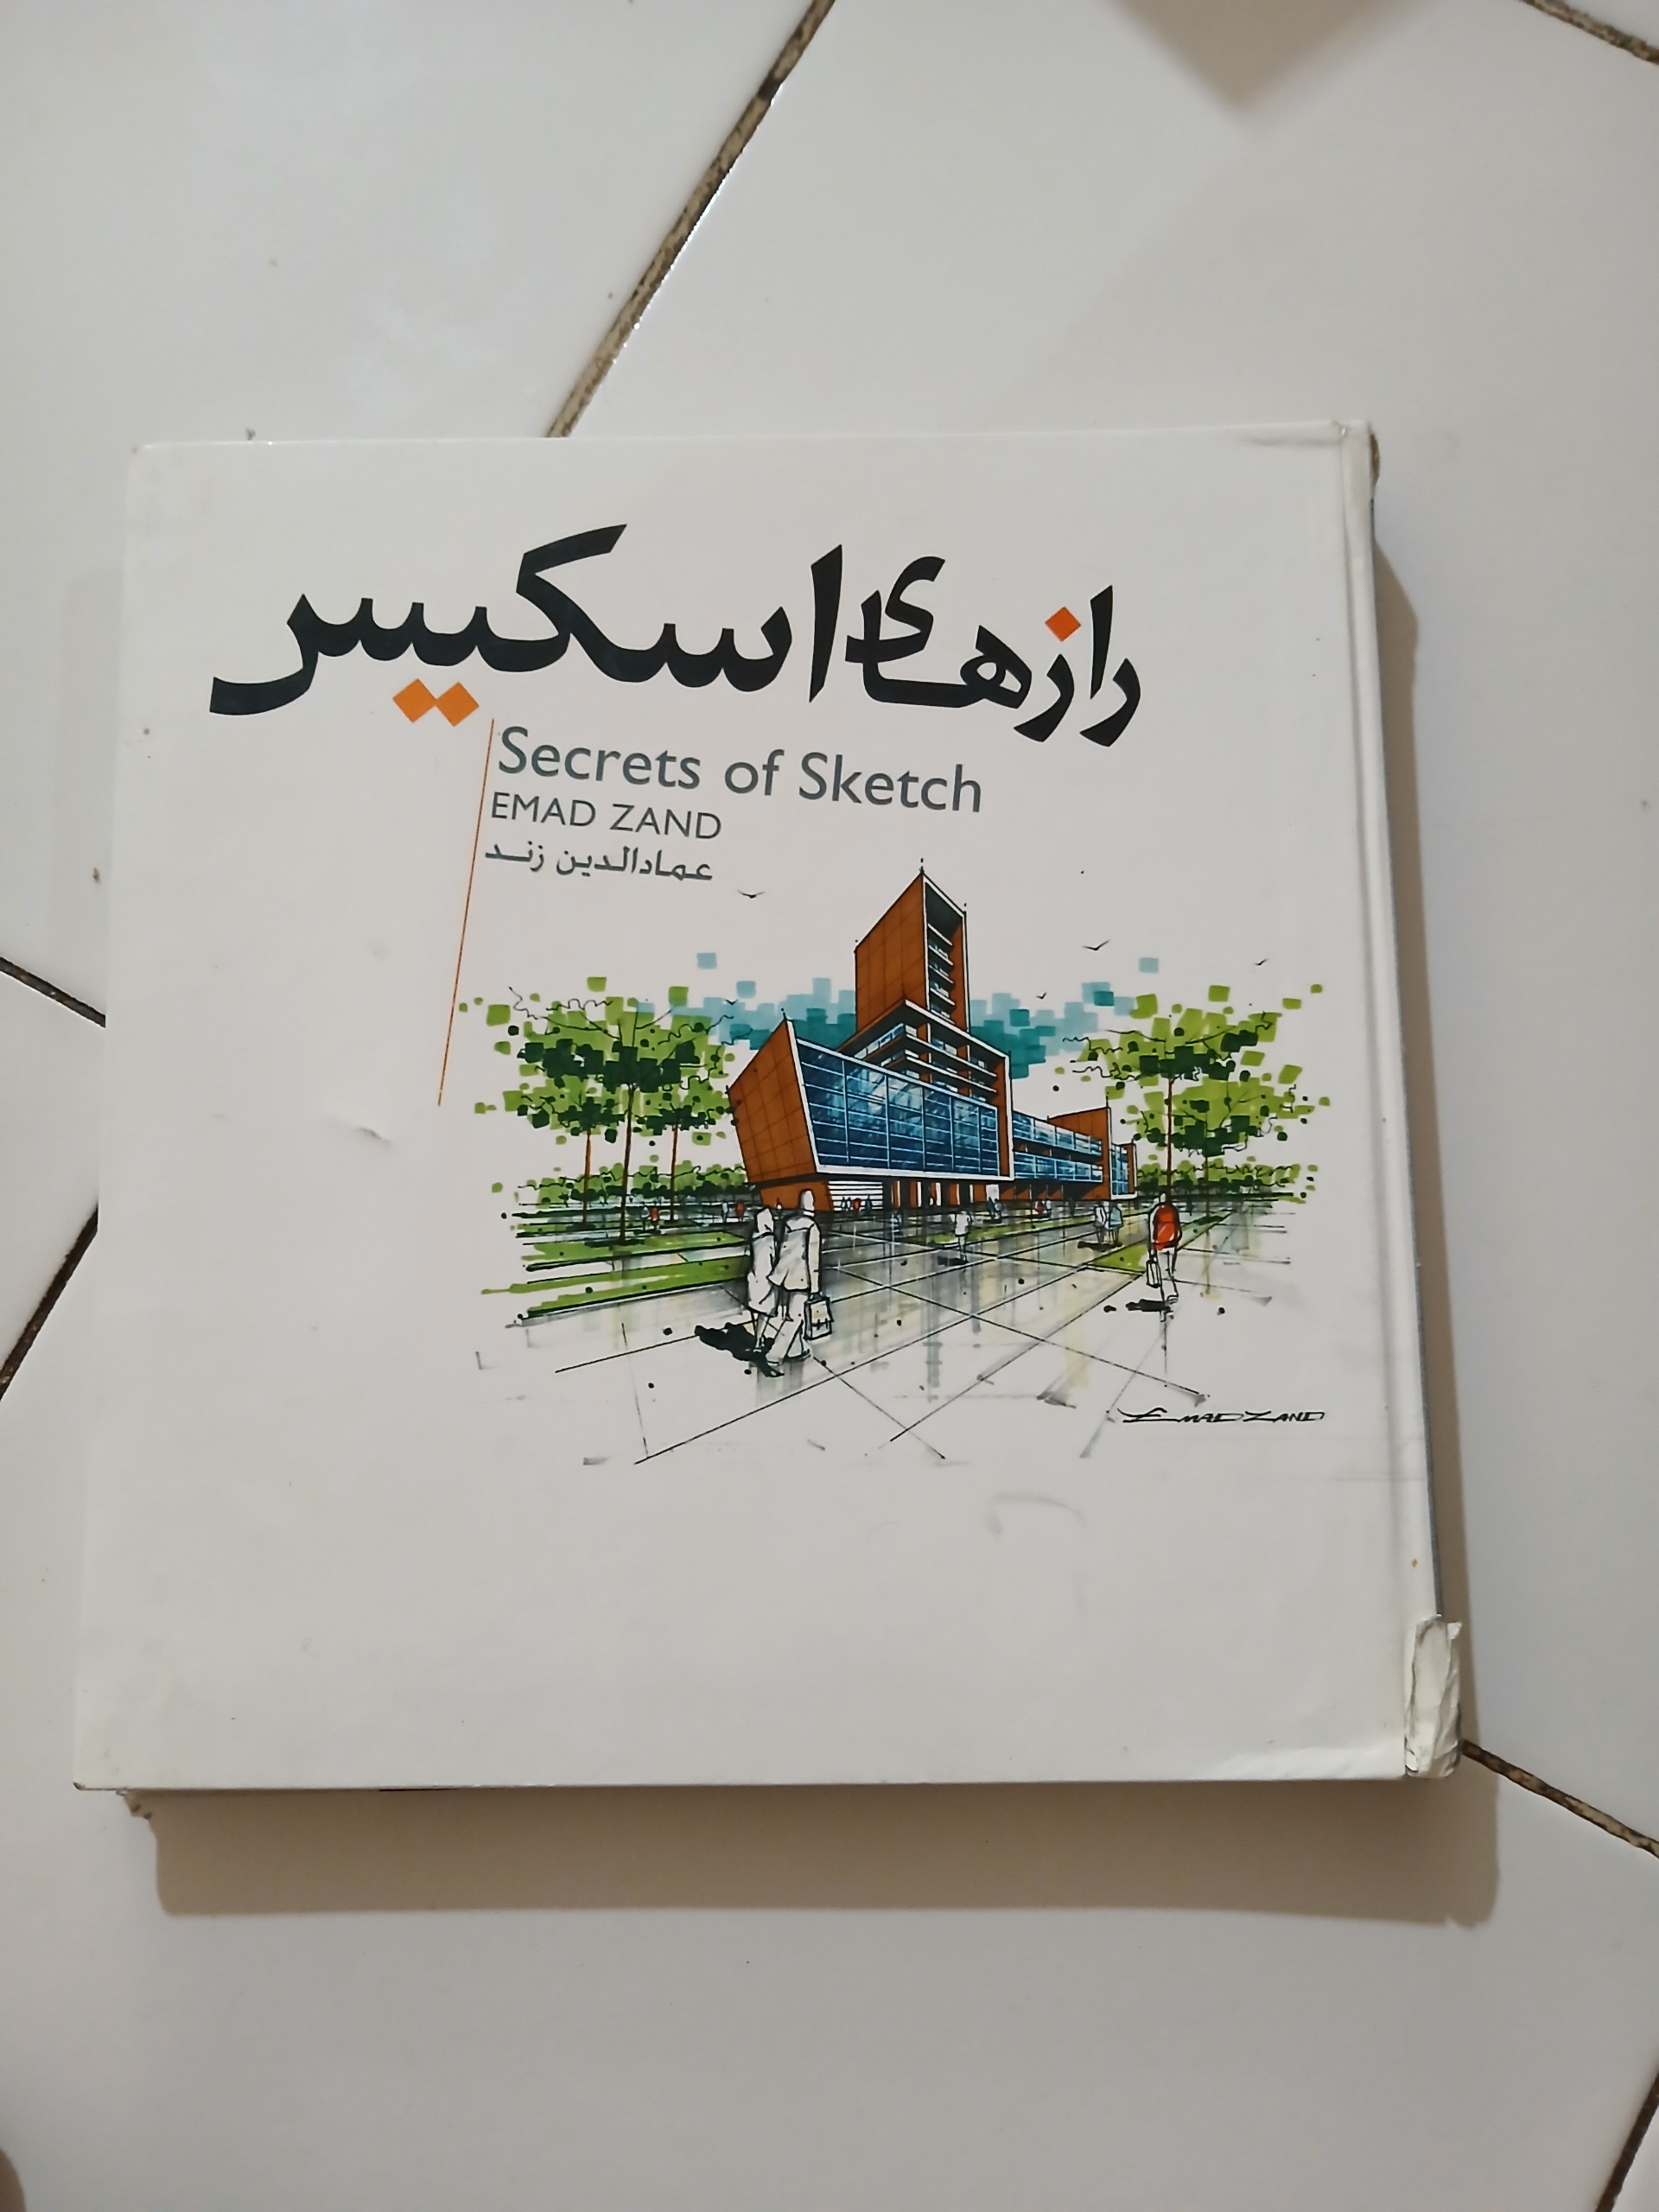 رازهای اسکیس
Secrets of Sketch
EMAD ZAND
عمادالدین زند
EMAD ZAND